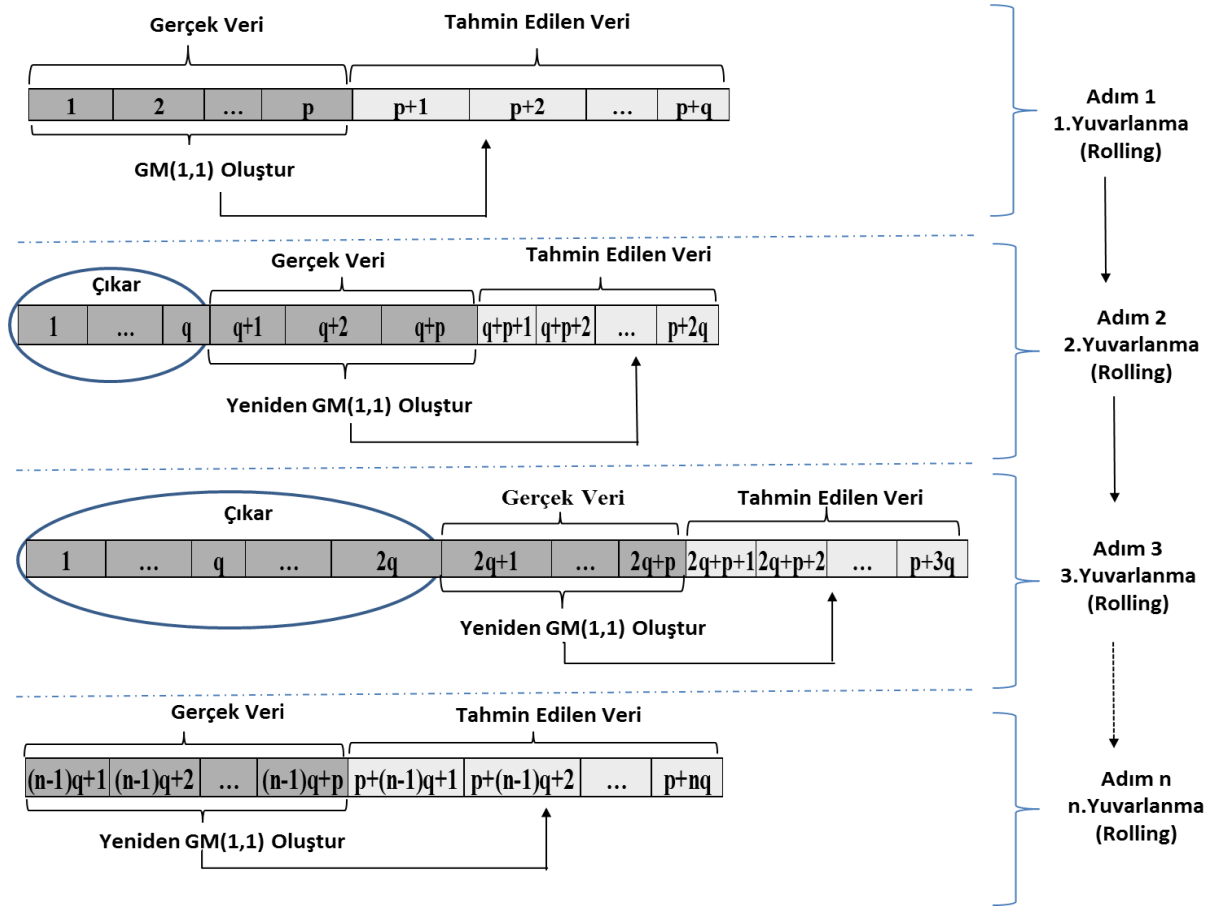 Gerçek Veri
Tahmin Edilen Veri
1 2 … p p+1 p+2 … p+q
GM(1,1) Oluştur
Adım 1
1.Yuvarlanma
(Rolling)
Çıkar
Gerçek Veri
Tahmin Edilen Veri
1 … q q+1 q+2 q+p q+p+1 q+p+2 … p+2q
Yeniden GM(1,1) Oluştur
Adım 2
2.Yuvarlanma
(Rolling)
Çıkar
Gerçek Veri
Tahmin Edilen Veri
1 … q … 2q 2q+1 … 2q+p 2q+p+1 2q+p+2 … p+3q
Yeniden GM(1,1) Oluştur
Adım 3
3.Yuvarlanma
(Rolling)
Gerçek Veri
Tahmin Edilen Veri
(n-1)q+1 (n-1)q+2 … (n-1)q+p p+(n-1)q+1 p+(n-1)q+2 … p+nq
Yeniden GM(1,1) Oluştur
Adım n
n.Yuvarlanma
(Rolling)